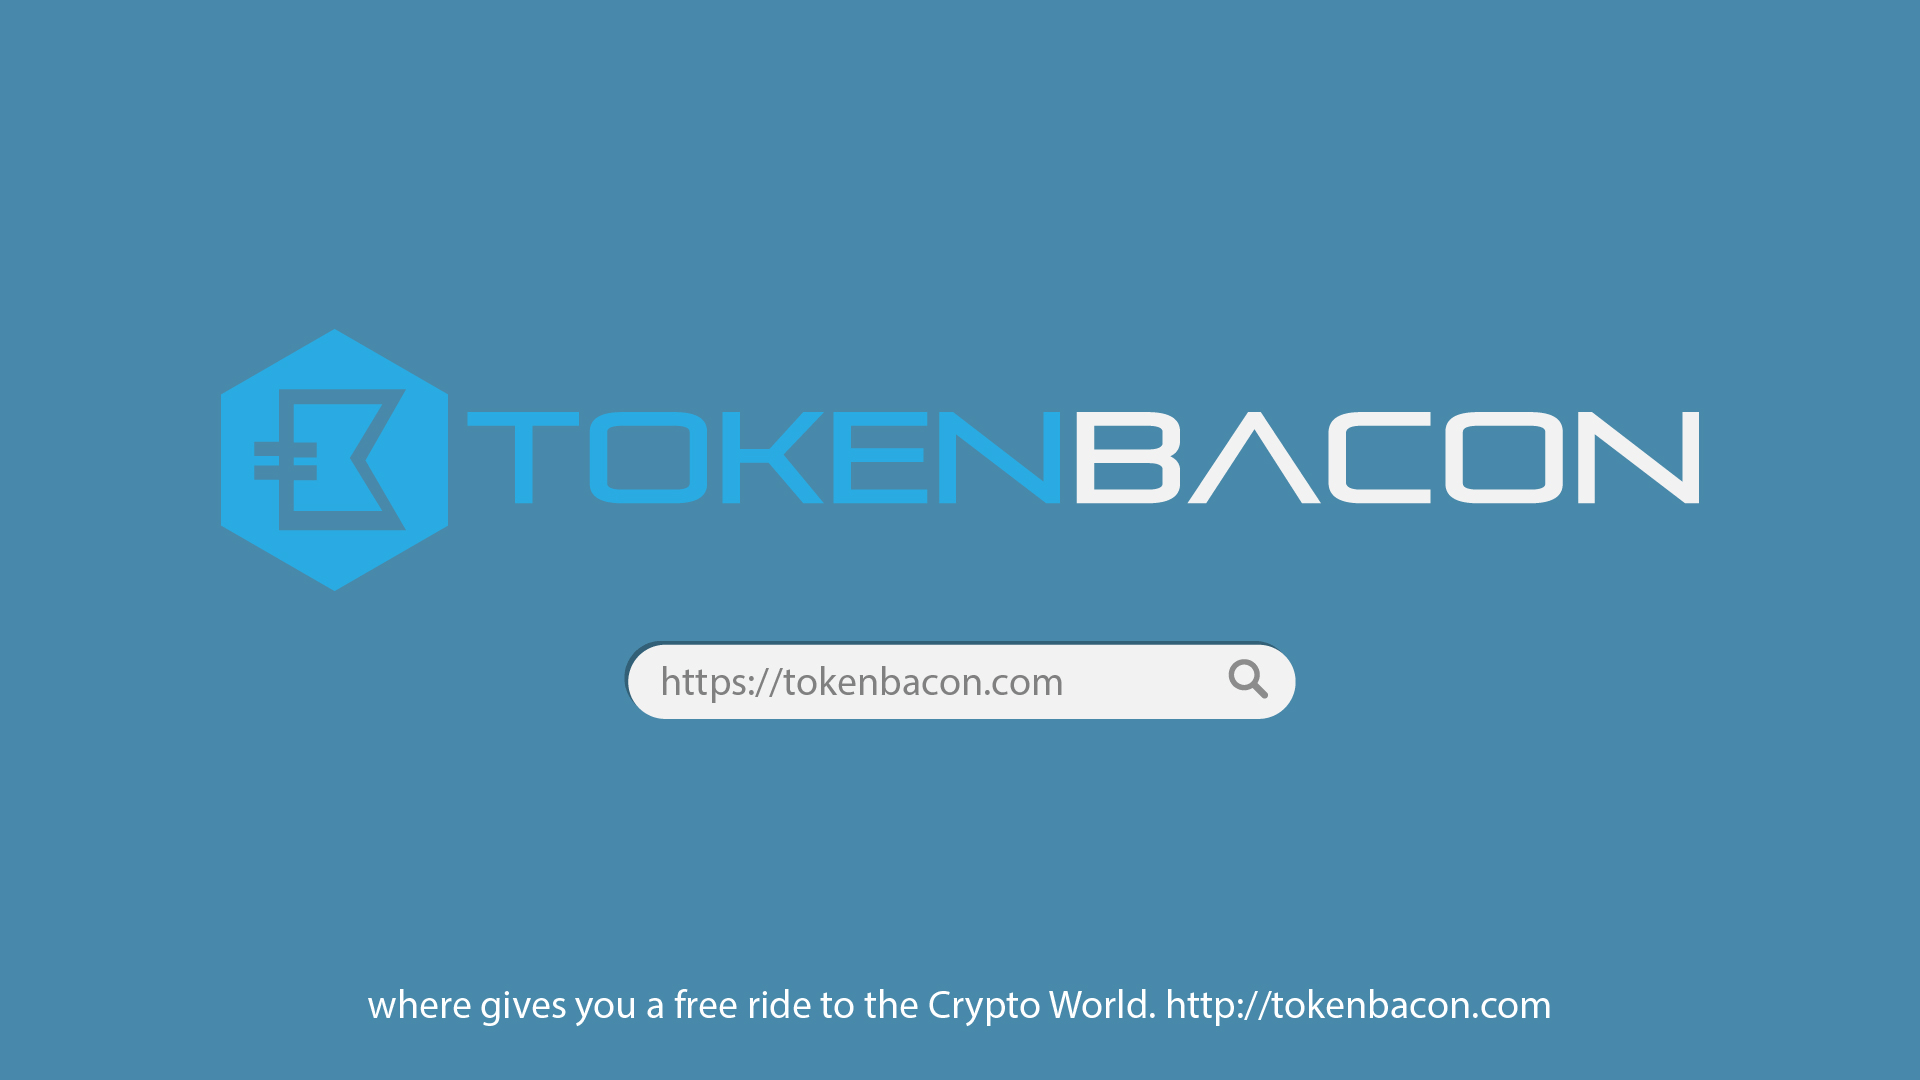 TOKENBACON
https://tokenbacon.com
where gives you a free ride to the Crypto World. http://tokenbacon.com